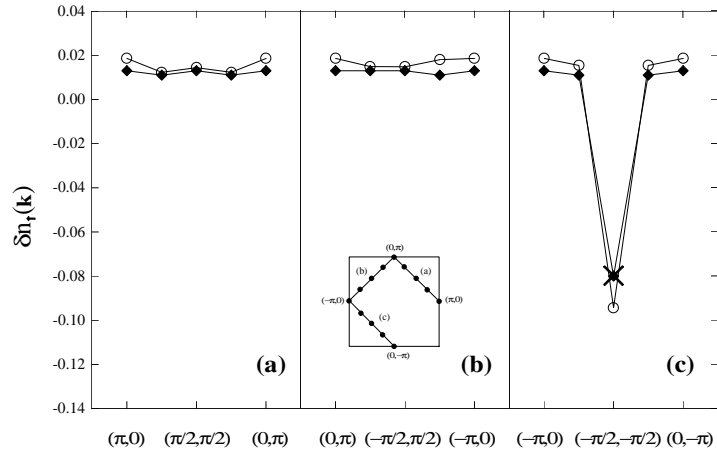 0.04
0.02
0.00
-0.02
-0.04
-0.06
-0.08
-0.10
-0.12
-0.14
δn↑(k)
(0,π)
(b)
(a)
(−π,0)
(π,0)
(c)
(0,−π)
(a)
(b)
(c)
(π,0) (π/2,π/2) (0,π) (0,π) (−π/2,π/2) (−π,0) (−π,0) (−π/2,−π/2) (0,−π)